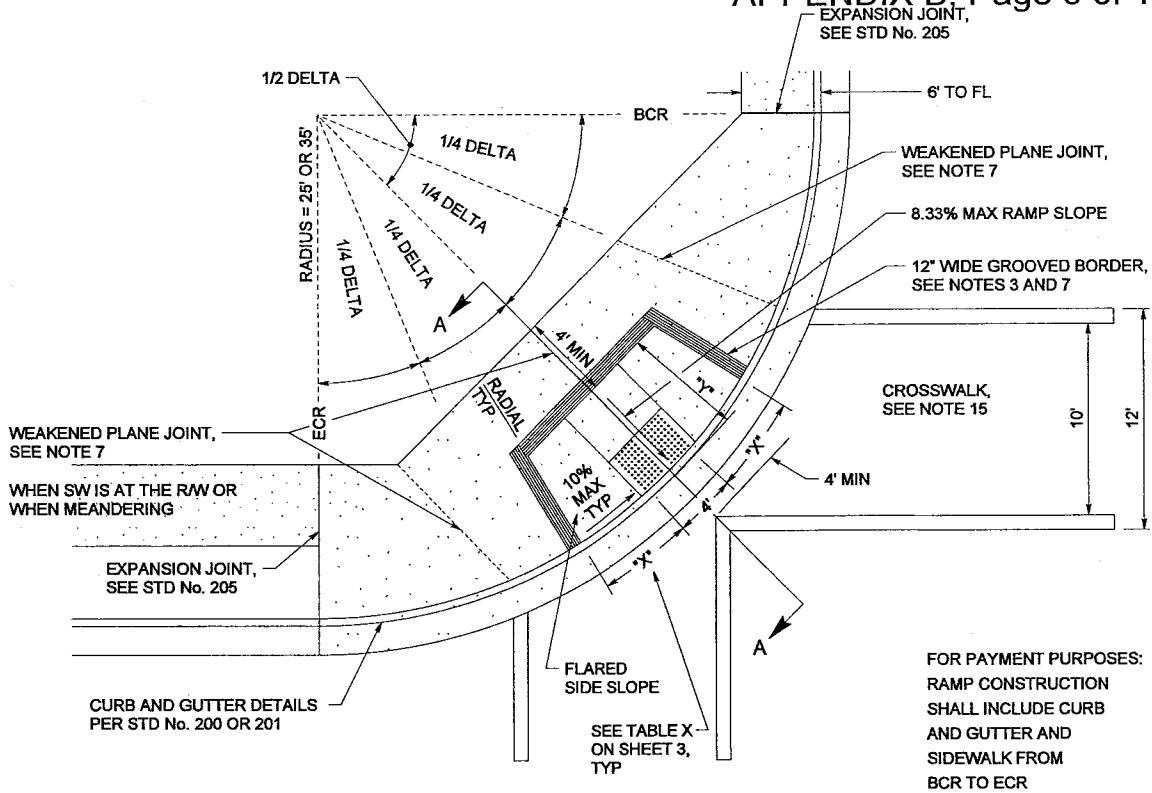 EXPANSION JOINT,
SEE STD No. 205
1/2 DELTA
6' TO FL
BCR
1/4 DELTA
WEAKENED PLANE JOINT,
SEE NOTE 7
RADIUS = 25' OR 35'
1/4 DELTA
8.33% MAX RAMP SLOPE
1/4 DELTA
1/4 DELTA
12" WIDE GROOVED BORDER,
SEE NOTES 3 AND 7
A
4' MIN
RADIAL
TYP
"Y"
CROSSWALK,
SEE NOTE 15
10'
12'
ECR
WEAKENED PLANE JOINT,
SEE NOTE 7
"X"
4' MIN
WHEN SW IS AT THE R/W OR
WHEN MEANDERING
10%
MAX
TYP
4'
EXPANSION JOINT,
SEE STD No. 205
"X"
A
FLARED
SIDE SLOPE
CURB AND GUTTER DETAILS
PER STD No. 200 OR 201
SEE TABLE X
ON SHEET 3,
TYP
FOR PAYMENT PURPOSES:
RAMP CONSTRUCTION
SHALL INCLUDE CURB
AND GUTTER AND
SIDEWALK FROM
BCR TO ECR